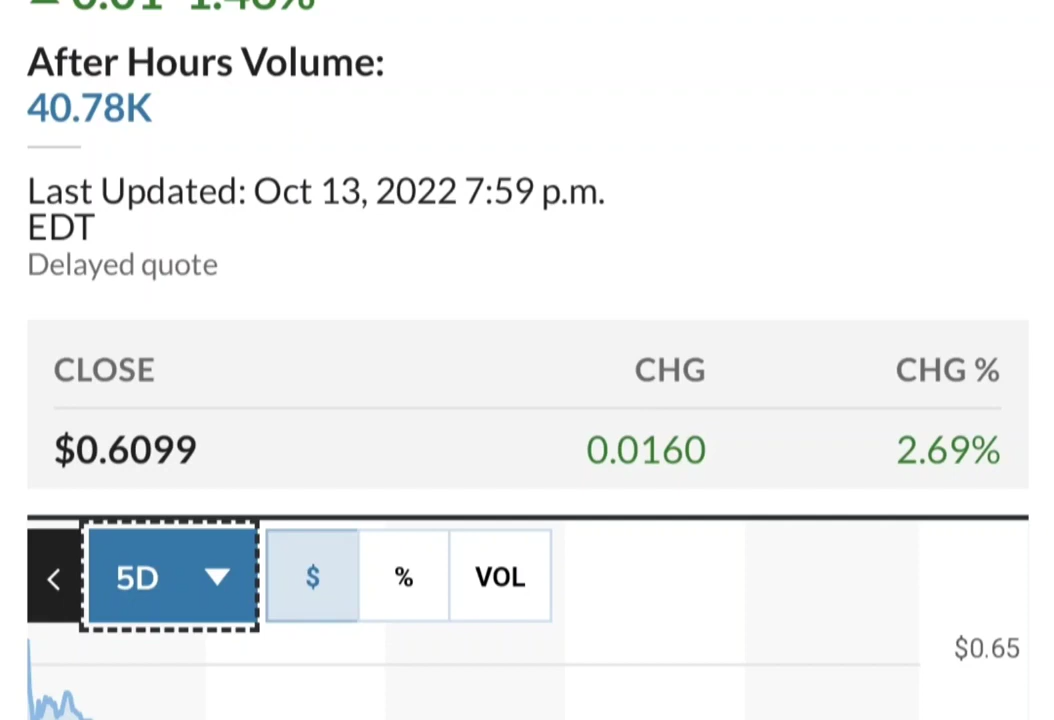 After Hours Volume:
40.78K
Last Updated: Oct 13, 2022 7:59 p.m.
EDT
Delayed quote
CLOSE CHG CHG %
$0.6099 0.0160 2.69%
5D $ % VOL
$0.65